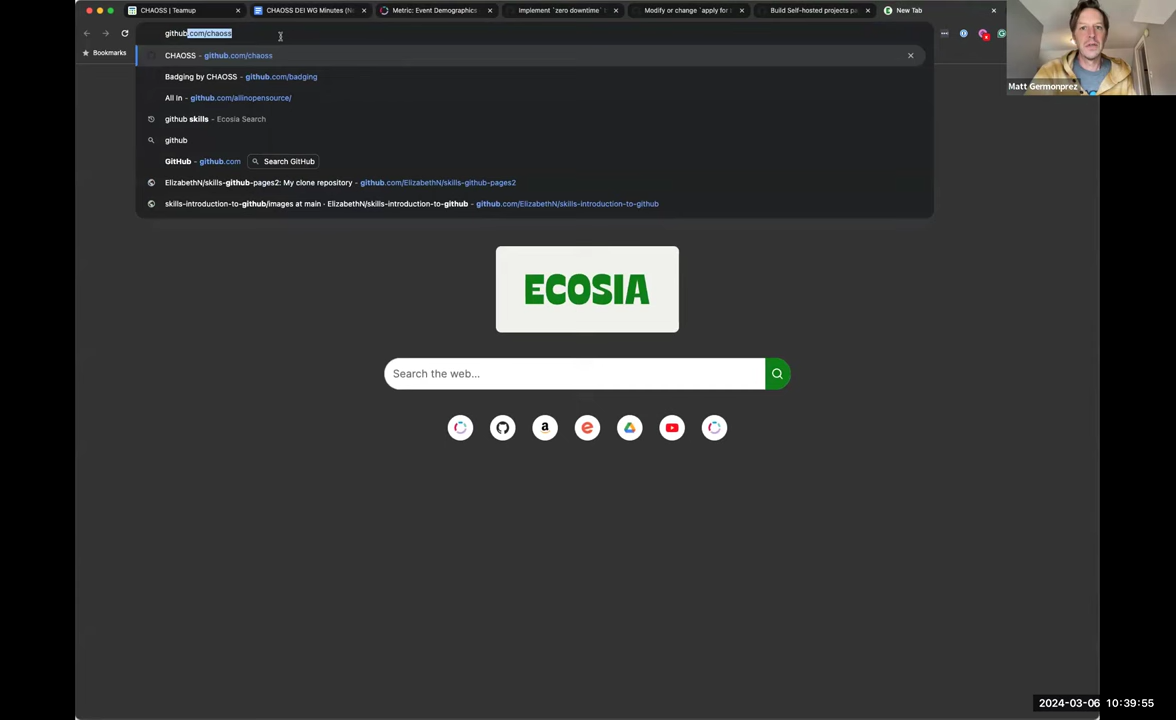 CHAOSS | Teamup
CHAOSS DEI WG Minutes (N
Metric: Event Demographics
Implement `zero downtime`
Modify or change `apply for
Build Self-hosted projects pa
New Tab
github.com/chaoss
Bookmarks
CHAOSS - github.com/chaoss
Badging by CHAOSS - github.com/badging
All In - github.com/allinopensource/
github skills - Ecosia Search
github
GitHub - github.com Search GitHub
ElizabethN/skills-github-pages2: My clone repository - github.com/ElizabethN/skills-github-pages2
skills-introduction-to-github/images at main · ElizabethN/skills-introduction-to-github - github.com/ElizabethN/skills-introduction-to-github
Matt Germonprez
ECOSIA
Search the web...
2024-03-06 10:39:55